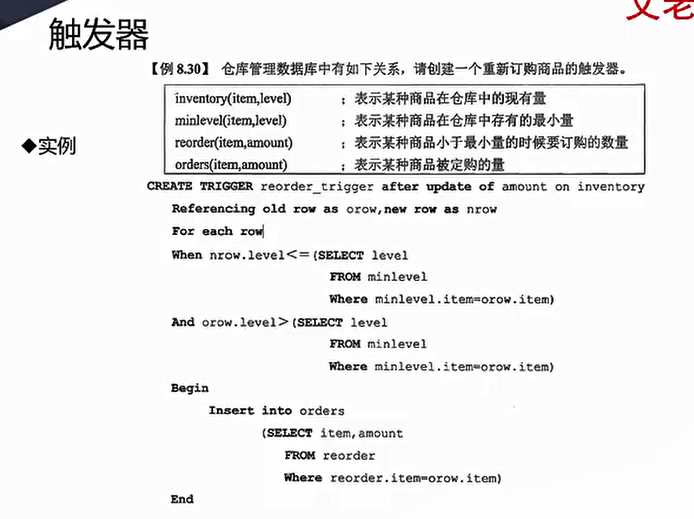 触发器
【例 8.30】 仓库管理数据库中有如下关系，请创建一个重新订购商品的触发器。
inventory(item,level) ；表示某种商品在仓库中的现有量
minlevel(item,level) ；表示某种商品在仓库中存有的最小量
reorder(item,amount) ；表示某种商品小于最小量的时候要订购的数量
orders(item,amount) ；表示某种商品被定购的量
◆实例
CREATE TRIGGER reorder_trigger after update of amount on inventory
Referencing old row as orow,new row as nrow
For each row
When nrow.level<=(SELECT level
FROM minlevel
Where minlevel.item=orow.item)
And orow.level>(SELECT level
FROM minlevel
Where minlevel.item=orow.item)
Begin
Insert into orders
(SELECT item,amount
FROM reorder
Where reorder.item=orow.item)
End